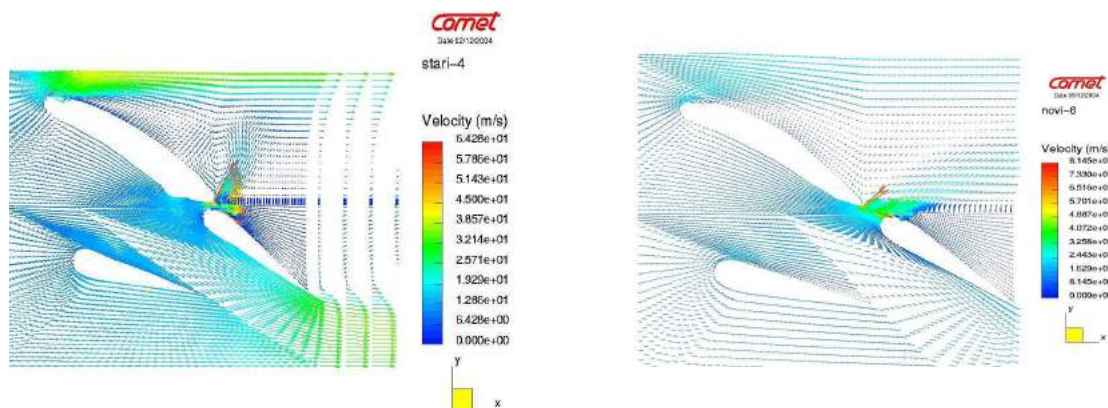 Comet
stari-4
Velocity (m/s)
6.428e+01
5.786e+01
5.143e+01
4.500e+01
3.857e+01
3.214e+01
2.571e+01
1.929e+01
1.286e+01
6.428e+00
0.000e+00
y
x
Comet
novi-6
Velocity (m/s
8.145e+0
7.330e+0
6.516e+0
5.701e+0
4.887e+0
4.072e+0
3.258e+0
2.443e+0
1.629e+0
8.145e+0
0.000e+0
y
x